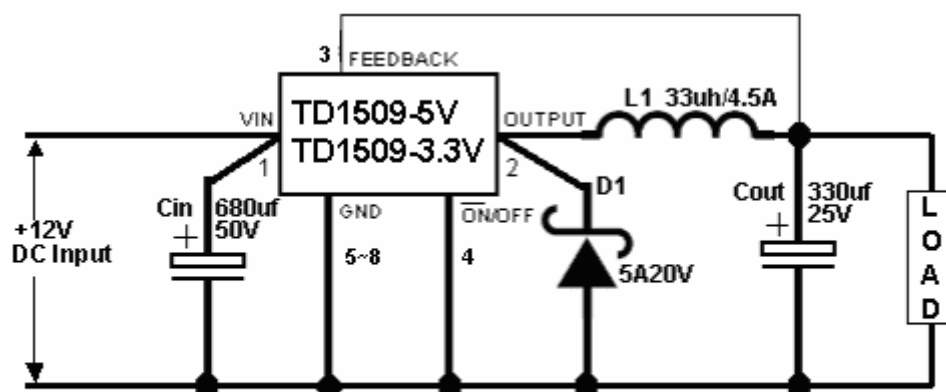 3 FEEDBACK
L1 33uh/4.5A
VIN
TD1509-5V
OUTPUT
TD1509-3.3V
1
2
D1
Cin
680uf
50V
+
GND
ON/OFF
Cout
330uf
25V
+
LOAD
+12V
DC Input
5~8
4
5A20V